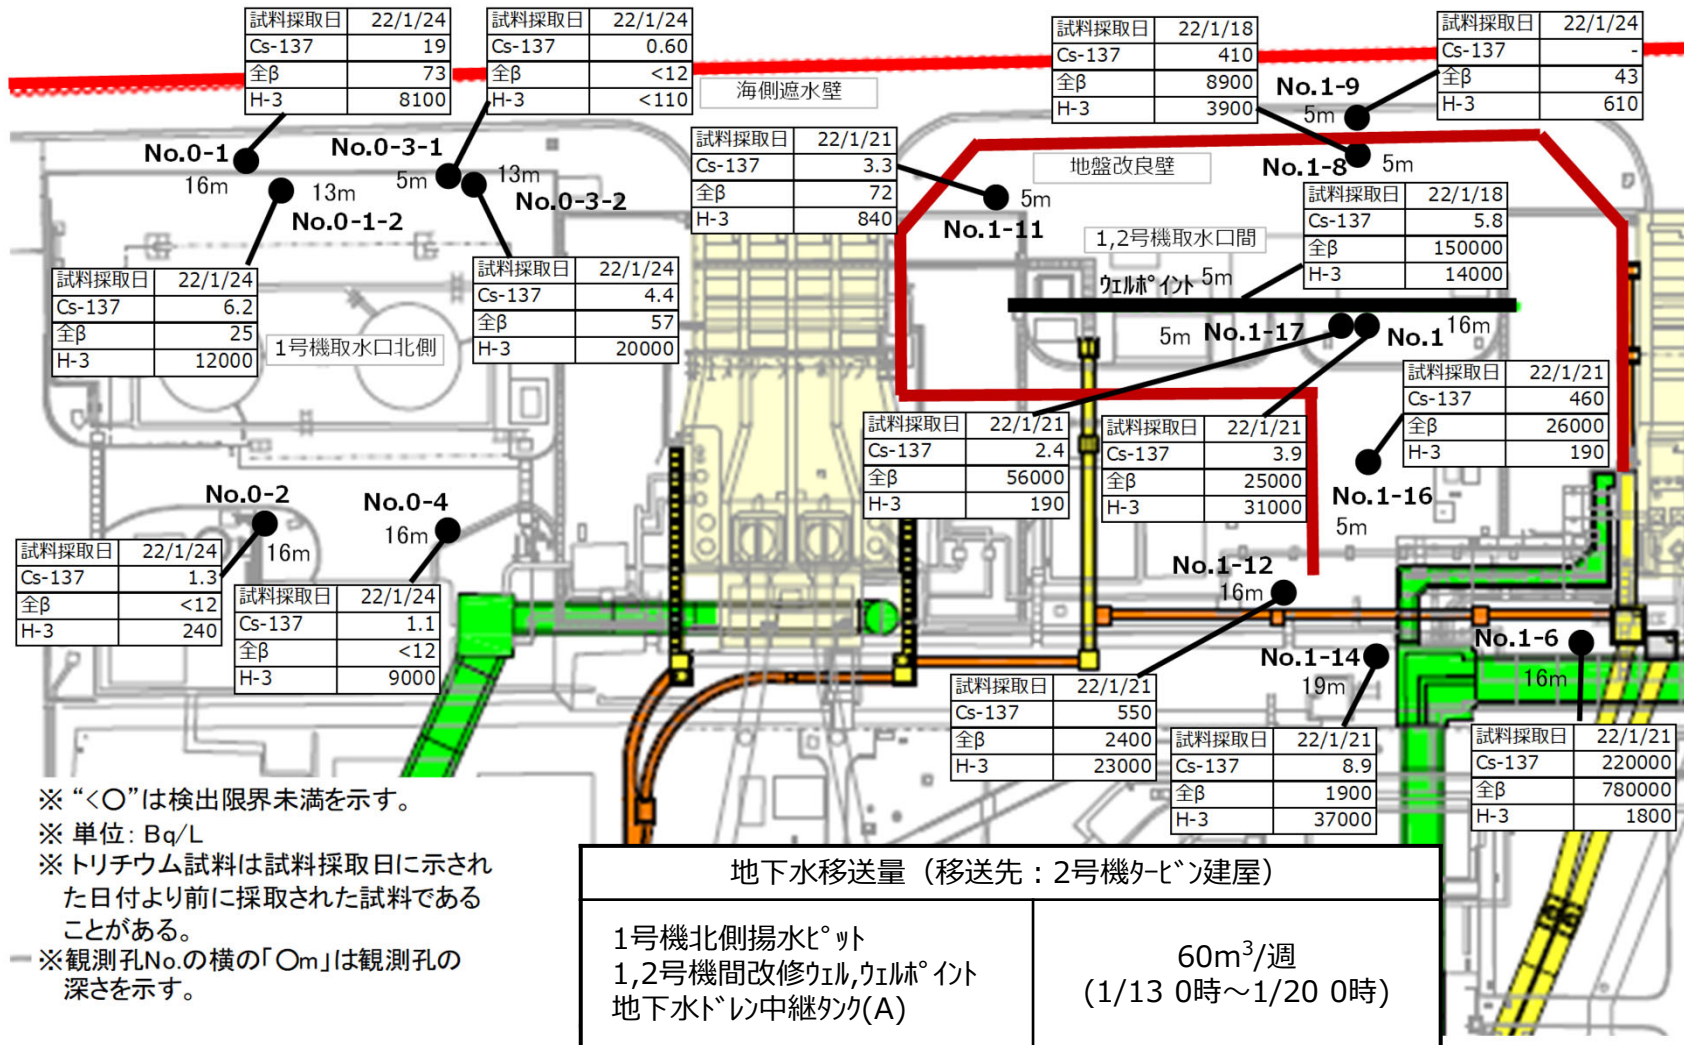 試料採取日 22/1/24
Cs-137 19
全β 73
H-3 8100
試料採取日 22/1/24
Cs-137 0.60
全β <12
H-3 <110
海側遮水壁
試料採取日 22/1/18
Cs-137 410
全β 8900
H-3 3900
試料採取日 22/1/24
Cs-137 -
全β 43
H-3 610
No.1-9
5m
No.0-1
16m
No.0-3-1
5m
13m
No.0-1-2
13m
No.0-3-2
試料採取日 22/1/21
Cs-137 3.3
全β 72
H-3 840
5m
No.1-11
地盤改良壁
No.1-8
5m
試料採取日 22/1/18
Cs-137 5.8
全β 150000
H-3 14000
1,2号機取水口間
ウェルポイント 5m
試料採取日 22/1/24
Cs-137 6.2
全β 25
H-3 12000
1号機取水口北側
試料採取日 22/1/24
Cs-137 4.4
全β 57
H-3 20000
5m No.1-17
No.1
16m
試料採取日 22/1/21
Cs-137 460
全β 26000
H-3 190
試料採取日 22/1/21
Cs-137 2.4
全β 56000
H-3 190
試料採取日 22/1/21
Cs-137 3.9
全β 25000
H-3 31000
No.1-16
5m
No.0-2
16m
No.0-4
16m
試料採取日 22/1/24
Cs-137 1.3
全β <12
H-3 240
試料採取日 22/1/24
Cs-137 1.1
全β <12
H-3 9000
No.1-12
16m
No.1-14
19m
No.1-6
16m
試料採取日 22/1/21
Cs-137 550
全β 2400
H-3 23000
試料採取日 22/1/21
Cs-137 8.9
全β 1900
H-3 37000
試料採取日 22/1/21
Cs-137 220000
全β 780000
H-3 1800
※ “<〇”は検出限界未満を示す。
※ 単位: Bq/L
※ トリチウム試料は試料採取日に示され
た日付より前に採取された試料である
ことがある。
※観測孔No.の横の「〇m」は観測孔の
深さを示す。
地下水移送量（移送先：2号機タービン建屋）
1号機北側揚水ピット
1,2号機間改修ウェル,ウェルポイント
地下水ドレン中継タンク(A)
60m³/週
(1/13 0時～1/20 0時)